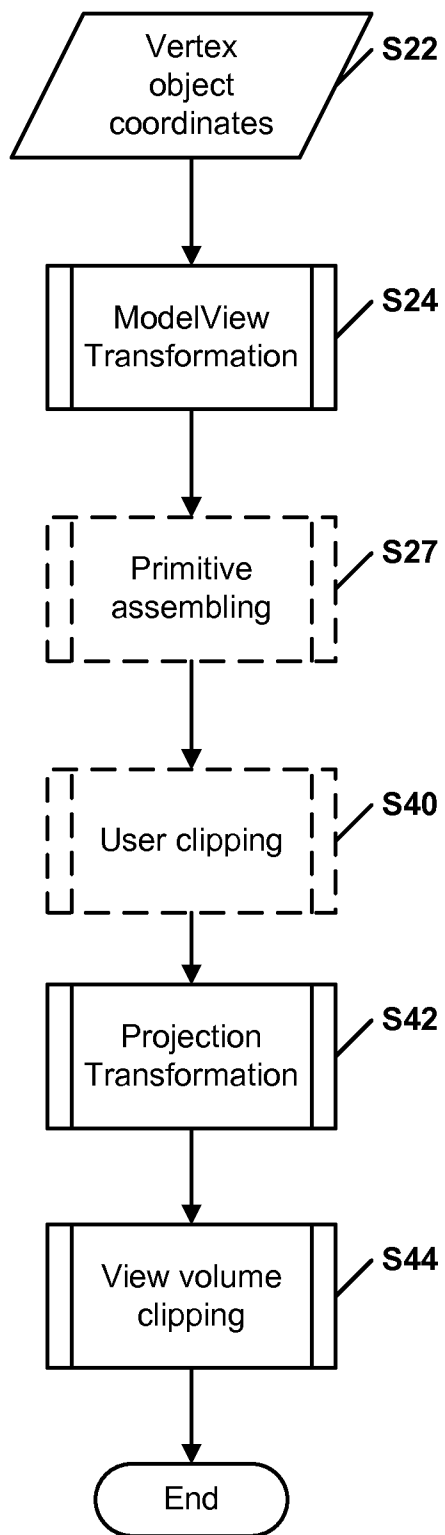 Vertex
object
coordinates
S22
ModelView
Transformation
S24
Primitive
assembling
S27
User clipping
S40
Projection
Transformation
S42
View volume
clipping
S44
End